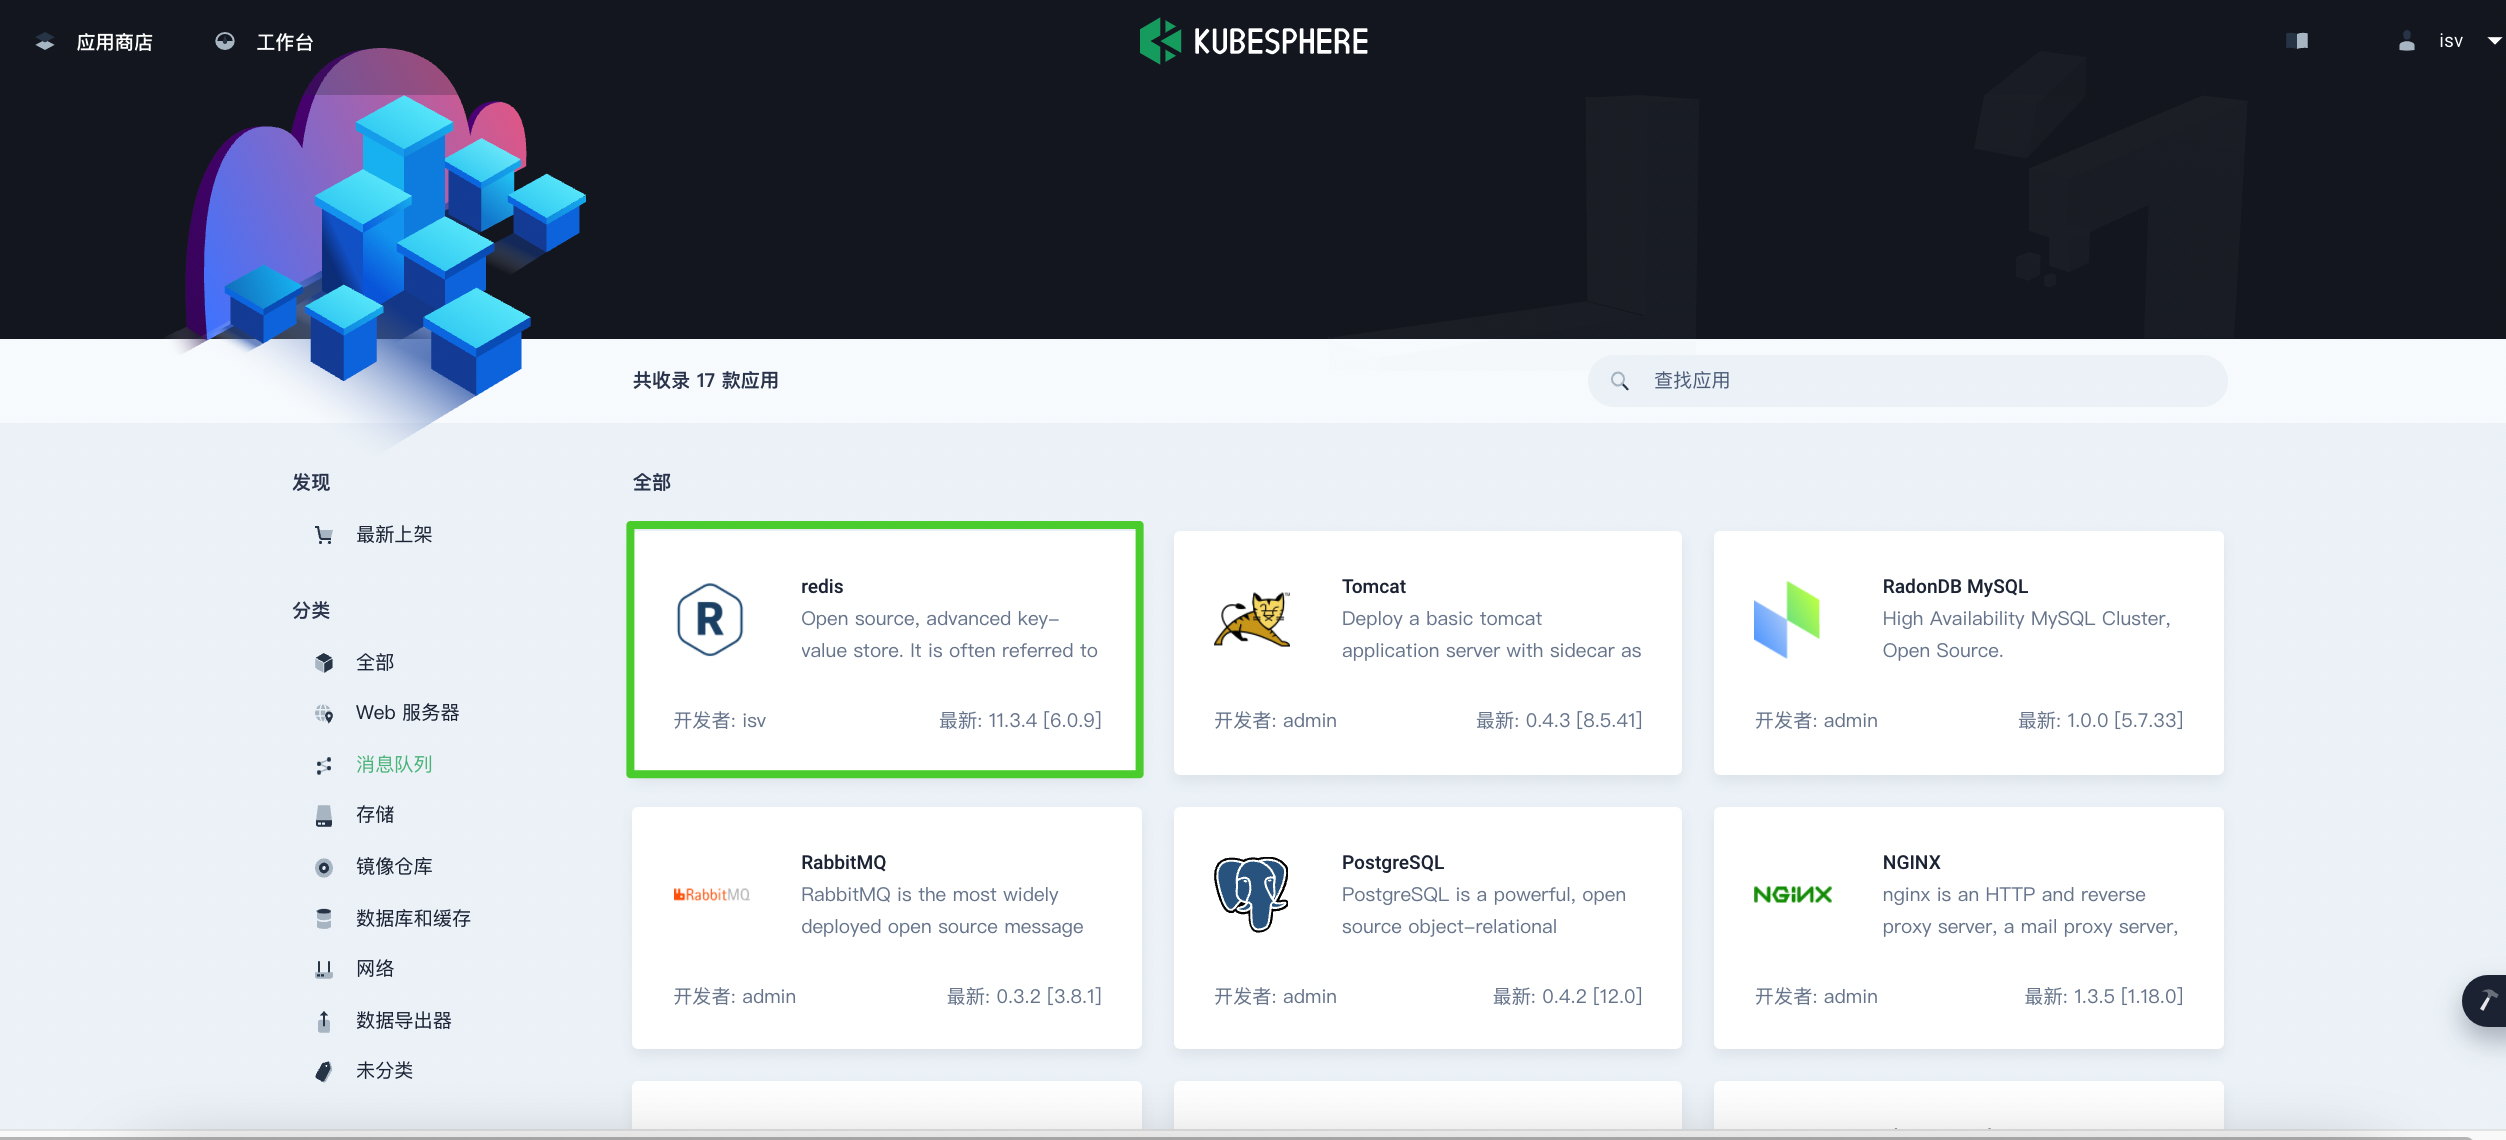 应用商店
工作台
KUBESPHERE
isv
共收录 17 款应用
查找应用
发现
最新上架
分类
全部
Web 服务器
消息队列
存储
镜像仓库
数据库和缓存
网络
数据导出器
未分类
全部
R
redis
Open source, advanced key-
value store. It is often referred to
开发者: isv
最新: 11.3.4 [6.0.9]
Tomcat
Deploy a basic tomcat
application server with sidecar as
开发者: admin
最新: 0.4.3 [8.5.41]
RadonDB MySQL
High Availability MySQL Cluster,
Open Source.
开发者: admin
最新: 1.0.0 [5.7.33]
RabbitMQ
RabbitMQ
RabbitMQ is the most widely
deployed open source message
开发者: admin
最新: 0.3.2 [3.8.1]
PostgreSQL
PostgreSQL is a powerful, open
source object-relational
开发者: admin
最新: 0.4.2 [12.0]
NGINX
NGINX
nginx is an HTTP and reverse
proxy server, a mail proxy server,
开发者: admin
最新: 1.3.5 [1.18.0]